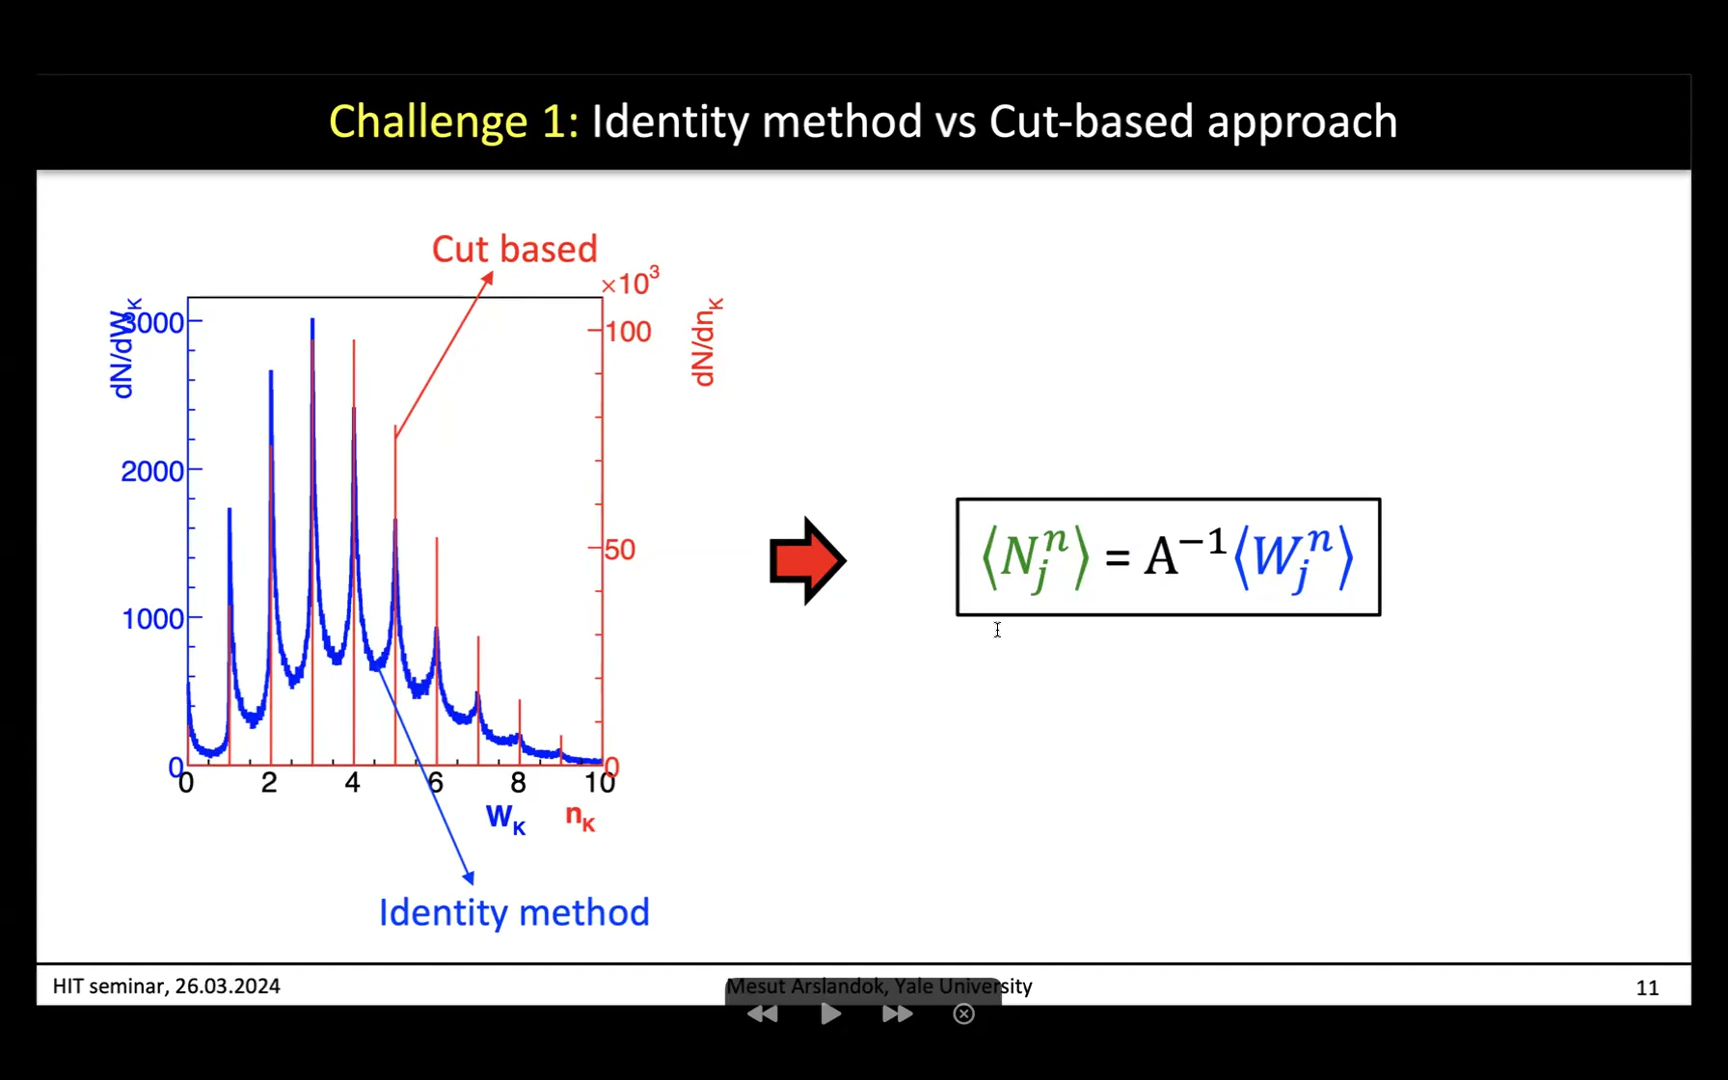 Challenge 1: Identity method vs Cut-based approach
Cut based
×10³
dN/dW_K
dN/dn_K
3000
2000
1000
0
100
50
0
0 2 4 6 8 10
W_K n_K
Identity method
⟨N_j^n⟩ = A⁻¹⟨W_j^n⟩
HIT seminar, 26.03.2024
Mesut Arslandok, Yale University
11